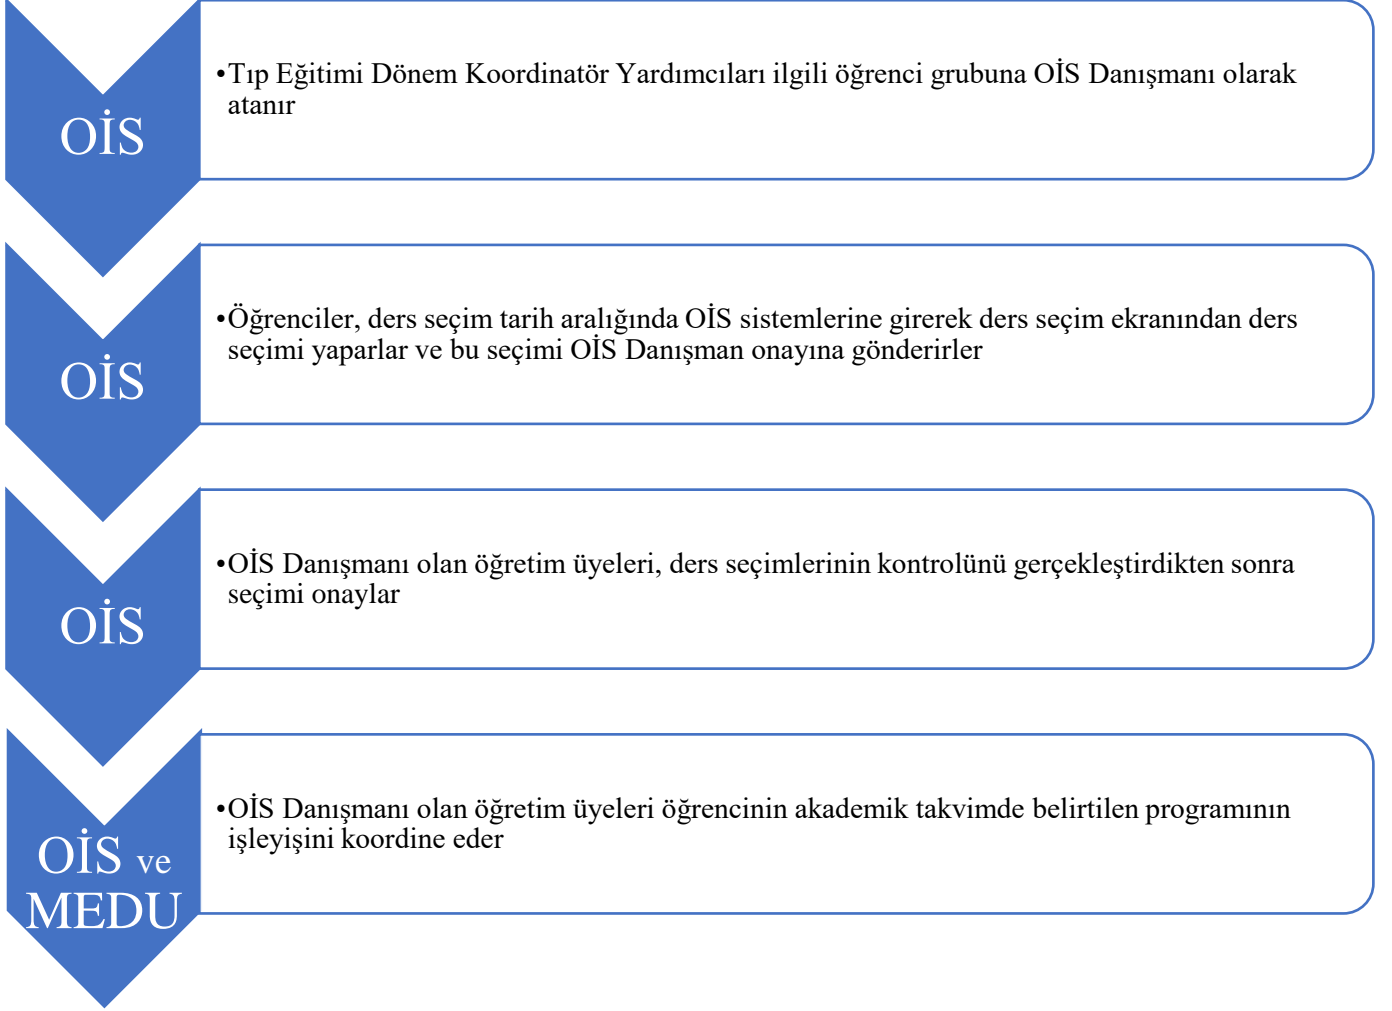 OİS
•Tıp Eğitimi Dönem Koordinatör Yardımcıları ilgili öğrenci grubuna OİS Danışmanı olarak
atanır
OİS
•Öğrenciler, ders seçim tarih aralığında OİS sistemlerine girerek ders seçim ekranından ders
seçimi yaparlar ve bu seçimi OİS Danışman onayına gönderirler
OİS
•OİS Danışmanı olan öğretim üyeleri, ders seçimlerinin kontrolünü gerçekleştirdikten sonra
seçimi onaylar
OİS ve
MEDU
•OİS Danışmanı olan öğretim üyeleri öğrencinin akademik takvimde belirtilen programının
işleyişini koordine eder